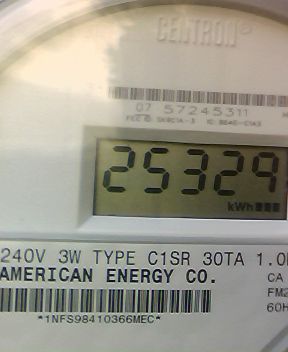 CENTRON®
07 57245311
25329
kWh
240V 3W TYPE C1SR 30TA 1.0
AMERICAN ENERGY CO.
CA
FM2
60H
*1NFS98410366MEC*